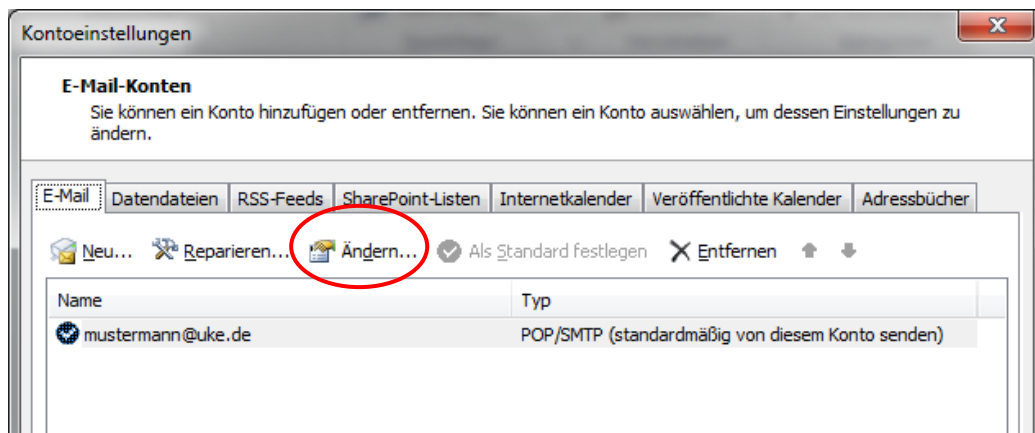 Kontoeinstellungen
E-Mail-Konten
Sie können ein Konto hinzufügen oder entfernen. Sie können ein Konto auswählen, um dessen Einstellungen zu
ändern.
E-Mail Datendateien RSS-Feeds SharePoint-Listen Internetkalender Veröffentlichte Kalender Adressbücher
Neu... Reparieren... Ändern... Als Standard festlegen Entfernen
Name Typ
mustermann@uke.de POP/SMTP (standardmäßig von diesem Konto senden)